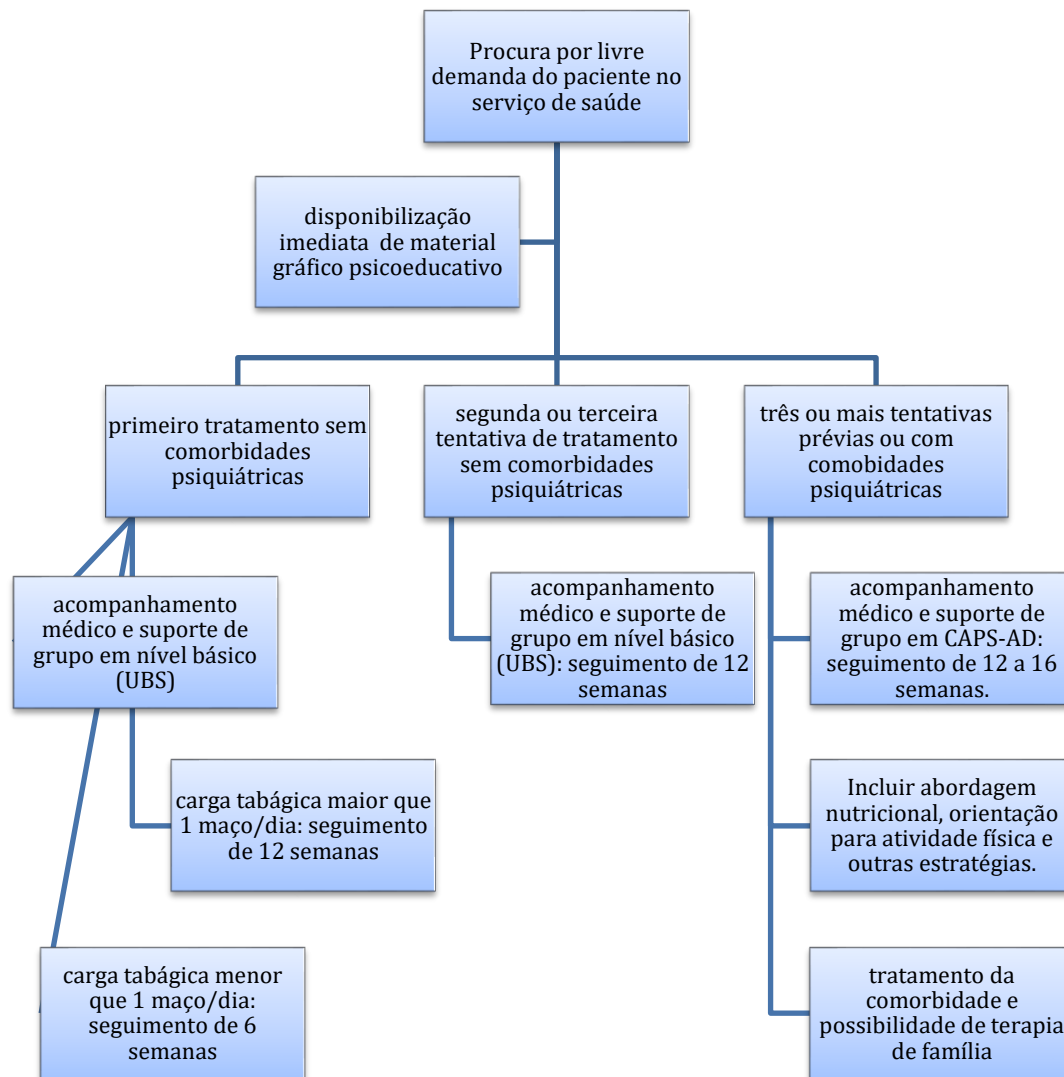 Procura por livre
demanda do paciente no
serviço de saúde
disponibilização
imediata de material
gráfico psicoeducativo
primeiro tratamento sem
comorbidades
psiquiátricas
segunda ou terceira
tentativa de tratamento
sem comorbidades
psiquiátricas
três ou mais tentativas
prévias ou com
comobidades
psiquiátricas
acompanhamento
médico e suporte de
grupo em nível básico
(UBS)
carga tabágica maior que
1 maço/dia: seguimento
de 12 semanas
carga tabágica menor
que 1 maço/dia:
seguimento de 6
semanas
acompanhamento
médico e suporte de
grupo em nível básico
(UBS): seguimento de 12
semanas
acompanhamento
médico e suporte de
grupo em CAPS-AD:
seguimento de 12 a 16
semanas.
Incluir abordagem
nutricional, orientação
para atividade física e
outras estratégias.
tratamento da
comorbidade e
possibilidade de terapia
de família